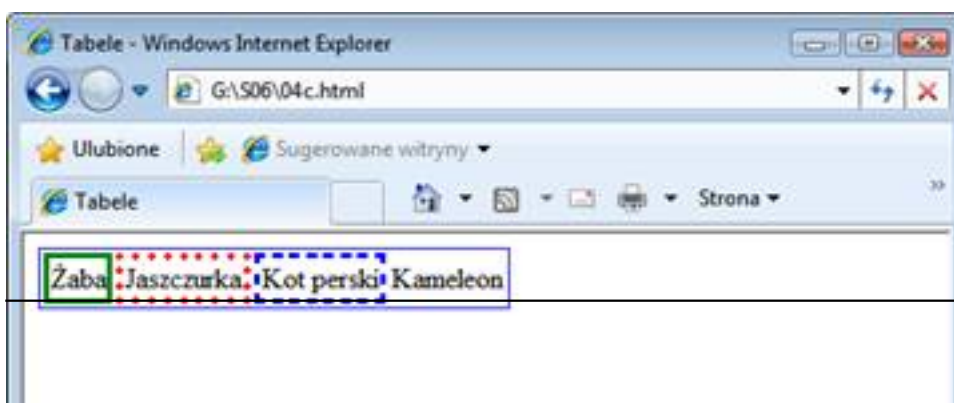 Tabele - Windows Internet Explorer
G:\S06\04c.html
Ulubione Sugerowane witryny
Tabele Strona
Żaba Jaszczurka Kot perski Kameleon